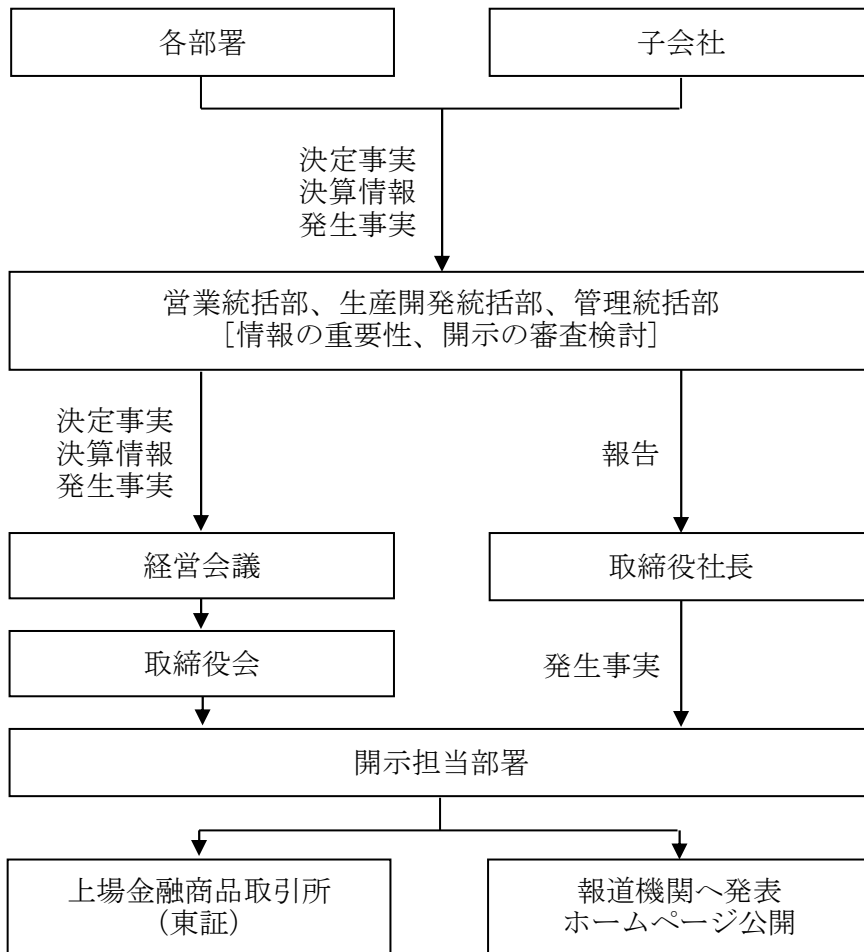 各部署
子会社
決定事実
決算情報
発生事実
営業統括部、生産開発統括部、管理統括部
［情報の重要性、開示の審査検討］
決定事実
決算情報
発生事実
報告
経営会議
取締役社長
取締役会
発生事実
開示担当部署
上場金融商品取引所
（東証）
報道機関へ発表
ホームページ公開